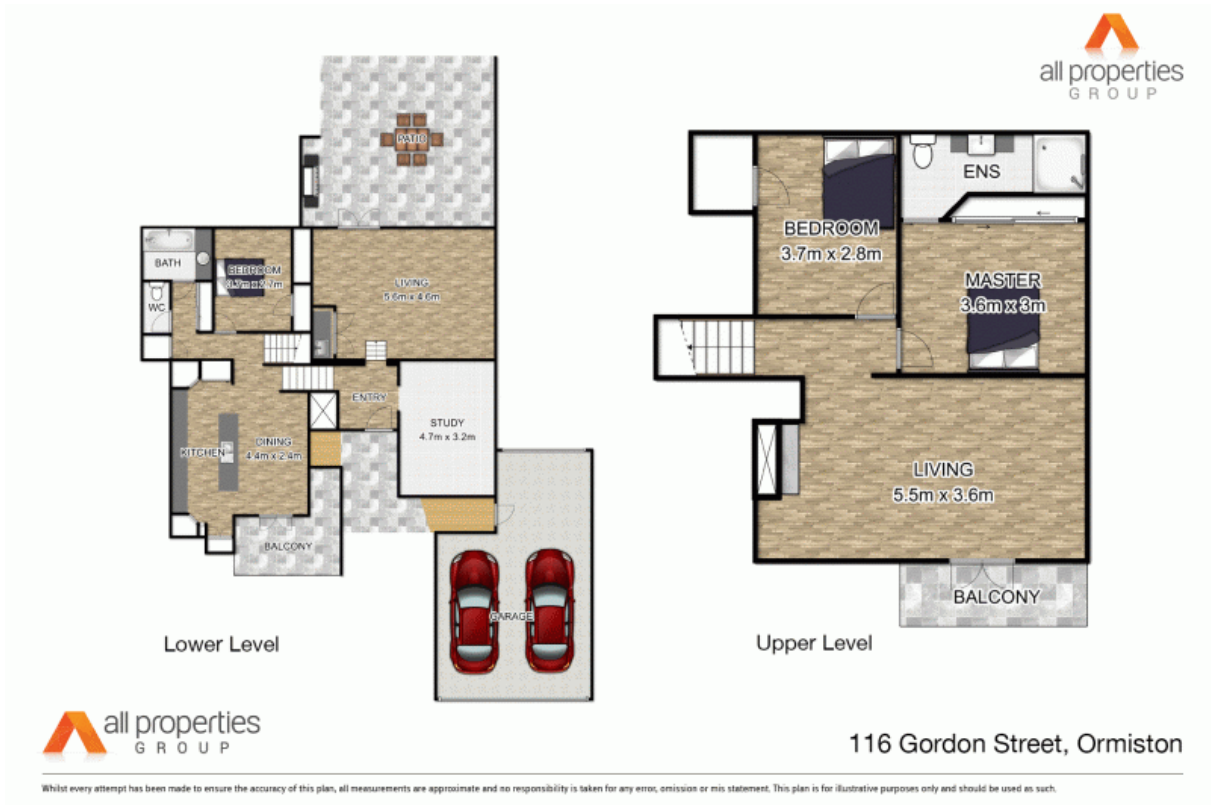 all properties
GROUP
PATIO
BATH
BEDROOM
3.7m x 2.7m
WC
LIVING
5.6m x 4.6m
ENTRY
STUDY
4.7m x 3.2m
KITCHEN
DINING
4.4m x 2.4m
BALCONY
GARAGE
Lower Level
ENS
BEDROOM
3.7m x 2.8m
MASTER
3.6m x 3m
LIVING
5.5m x 3.6m
BALCONY
Upper Level
all properties
GROUP
116 Gordon Street, Ormiston
Whilst every attempt has been made to ensure the accuracy of this plan, all measurements are approximate and no responsibility is taken for any error, omission or mis statement. This plan is for illustrative purposes only and should be used as such.